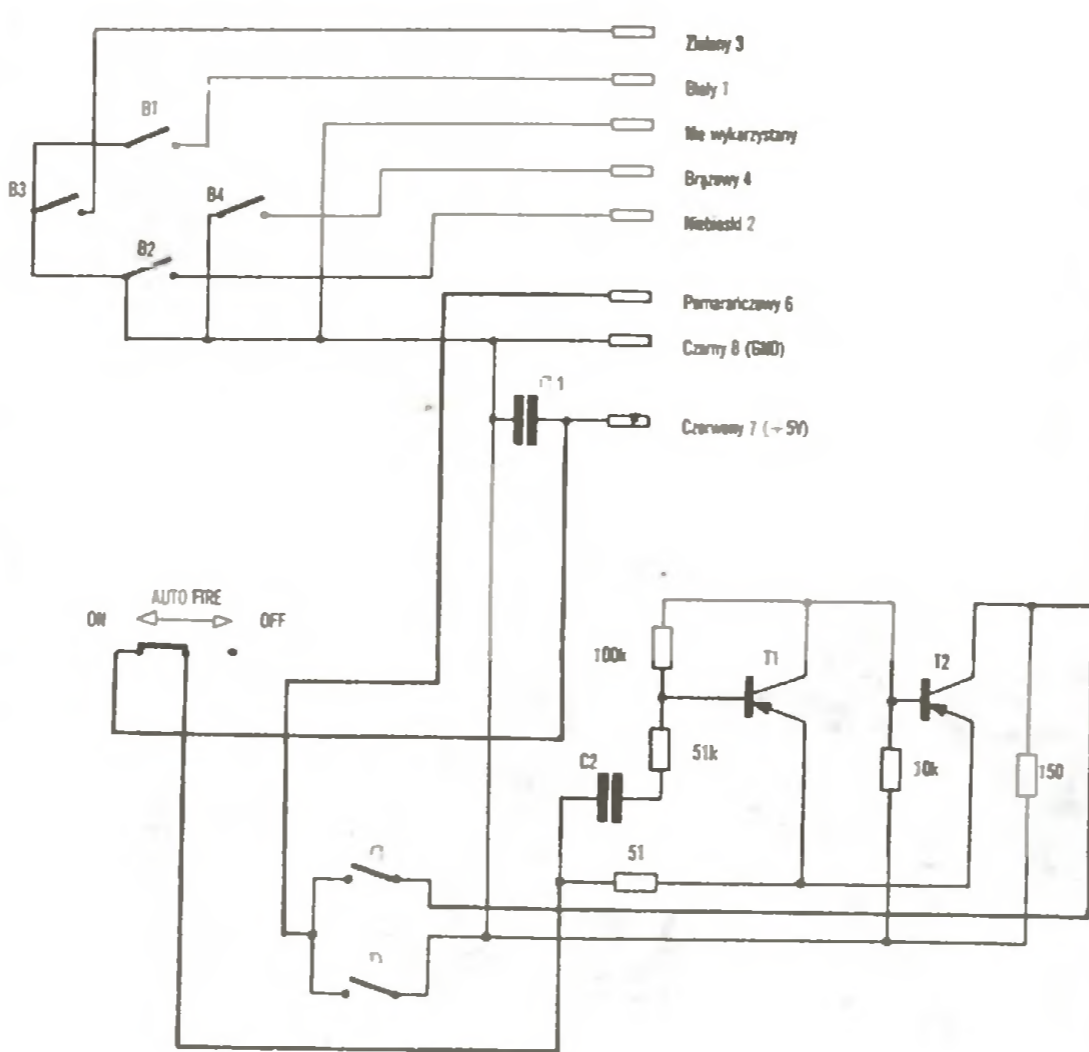 Zielony 3
B1
Biały 1
Nie wykorzystany
B3
B4
Brązowy 4
Niebieski 2
B2
Pomarańczowy 6
Czarny 8 (GND)
C1
Czerwony 7 (+5V)
AUTO FIRE
ON
OFF
100k
T1
T2
51k
C2
10k
150
51